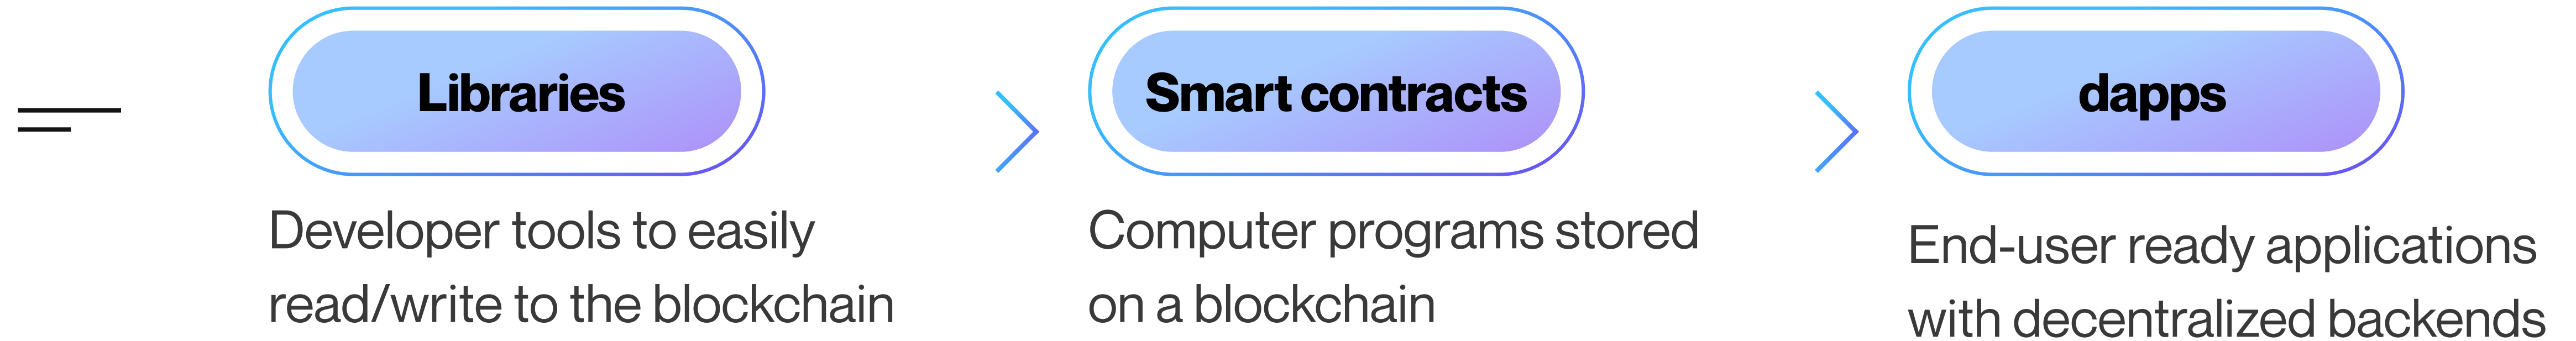 Libraries
Developer tools to easily
read/write to the blockchain
Smart contracts
Computer programs stored
on a blockchain
dapps
End-user ready applications
with decentralized backends